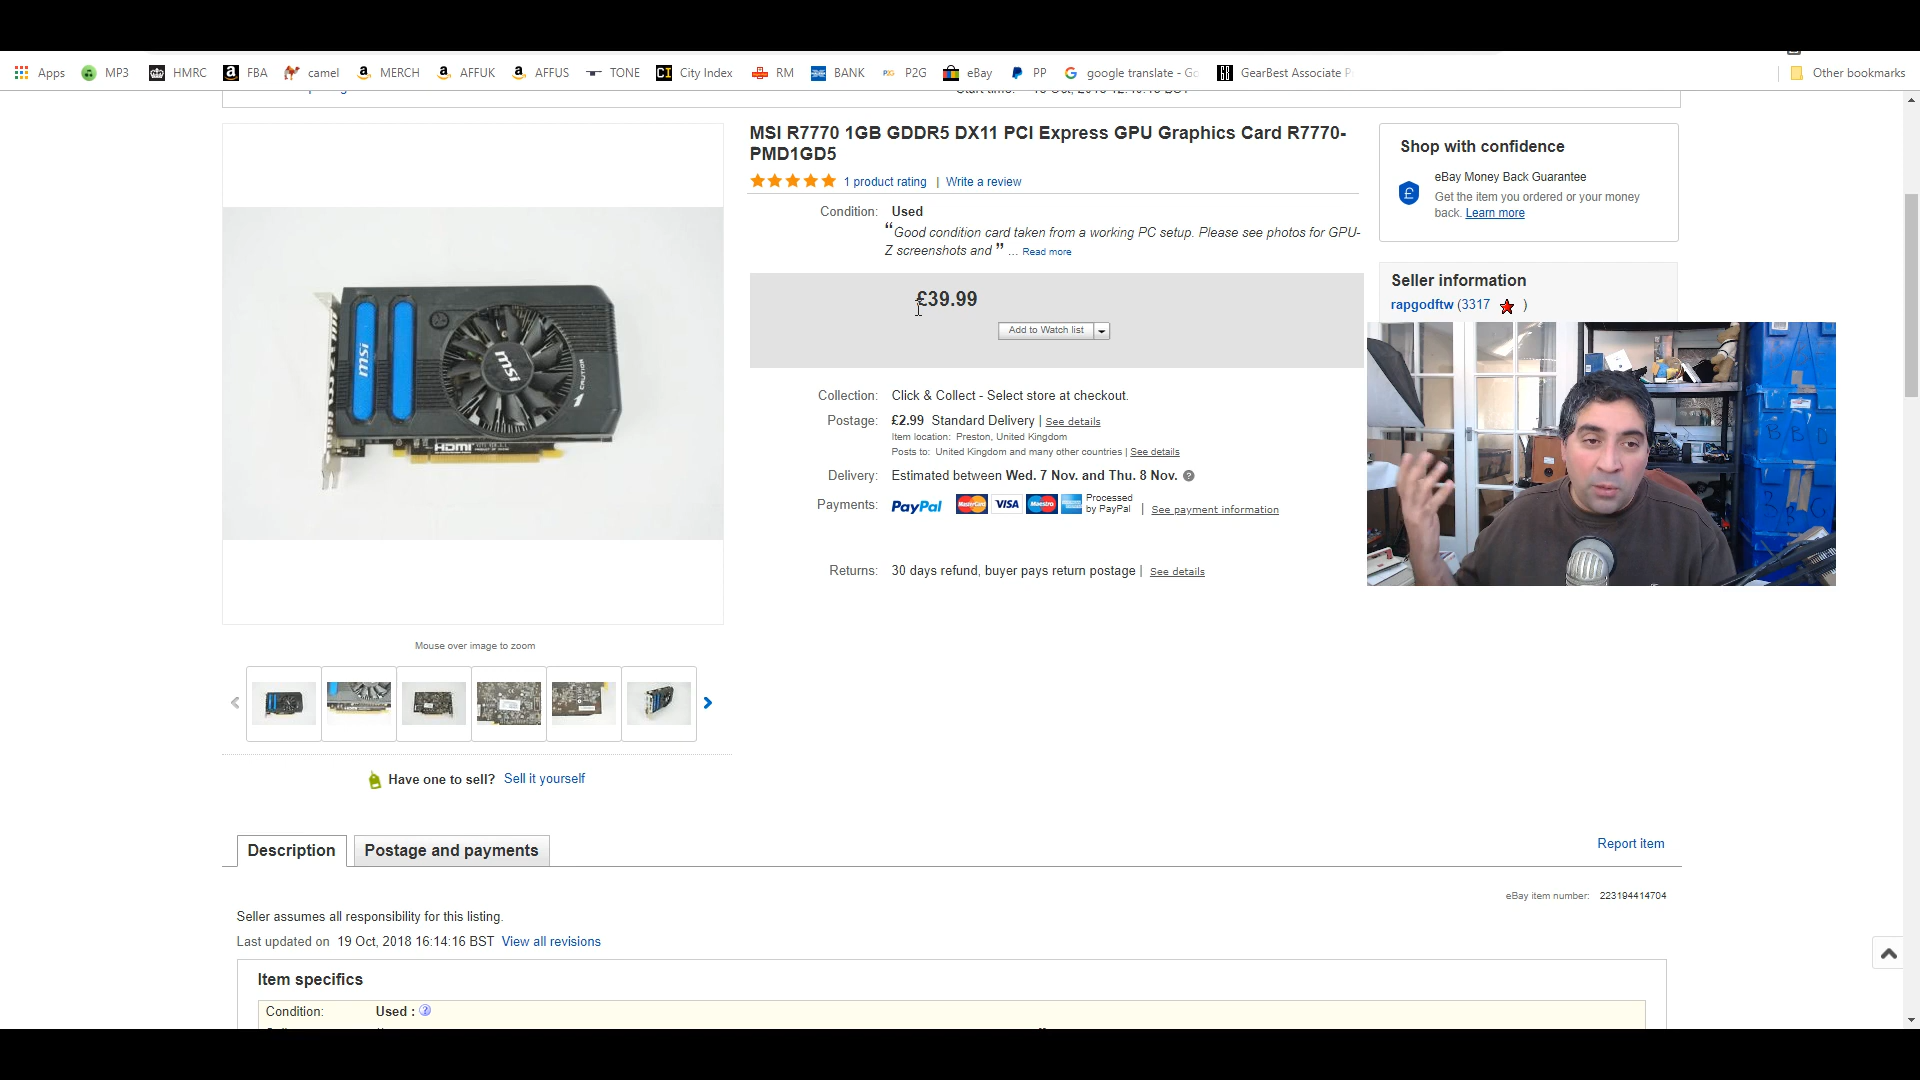 Apps MP3 HMRC FBA camel MERCH AFFUK AFFUS TONE City Index RM BANK P2G eBay PP google translate - Go GearBest Associate P Other bookmarks
MSI R7770 1GB GDDR5 DX11 PCI Express GPU Graphics Card R7770-
PMD1GD5
1 product rating | Write a review
Condition: Used
"Good condition card taken from a working PC setup. Please see photos for GPU-
Z screenshots and " ... Read more
£39.99
Add to Watch list
Collection: Click & Collect - Select store at checkout.
Postage: £2.99 Standard Delivery | See details
Item location: Preston, United Kingdom
Posts to: United Kingdom and many other countries | See details
Delivery: Estimated between Wed. 7 Nov. and Thu. 8 Nov.
Payments: PayPal MasterCard VISA Maestro Processed
by PayPal | See payment information
Returns: 30 days refund, buyer pays return postage | See details
Shop with confidence
eBay Money Back Guarantee
Get the item you ordered or your money
back. Learn more
Seller information
rapgodftw (3317 )
msi
msi
CAUTION
HDMI
Mouse over image to zoom
Have one to sell? Sell it yourself
Description Postage and payments
Report item
eBay item number: 223194414704
Seller assumes all responsibility for this listing.
Last updated on 19 Oct, 2018 16:14:16 BST View all revisions
Item specifics
Condition: Used :